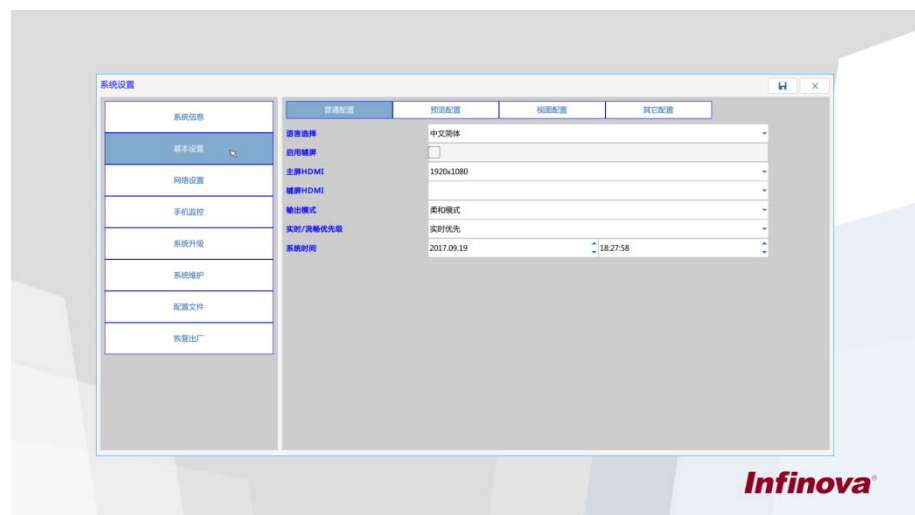 系统设置
系统信息
基本设置
网络设置
手机监控
系统升级
系统维护
配置文件
恢复出厂
普通配置 预览配置 视图配置 其它配置
语言选择 中文简体
启用辅屏
主屏HDMI 1920x1080
辅屏HDMI
输出模式 柔和模式
实时/流畅优先级 实时优先
系统时间 2017.09.19 18:27:58
Infinova®